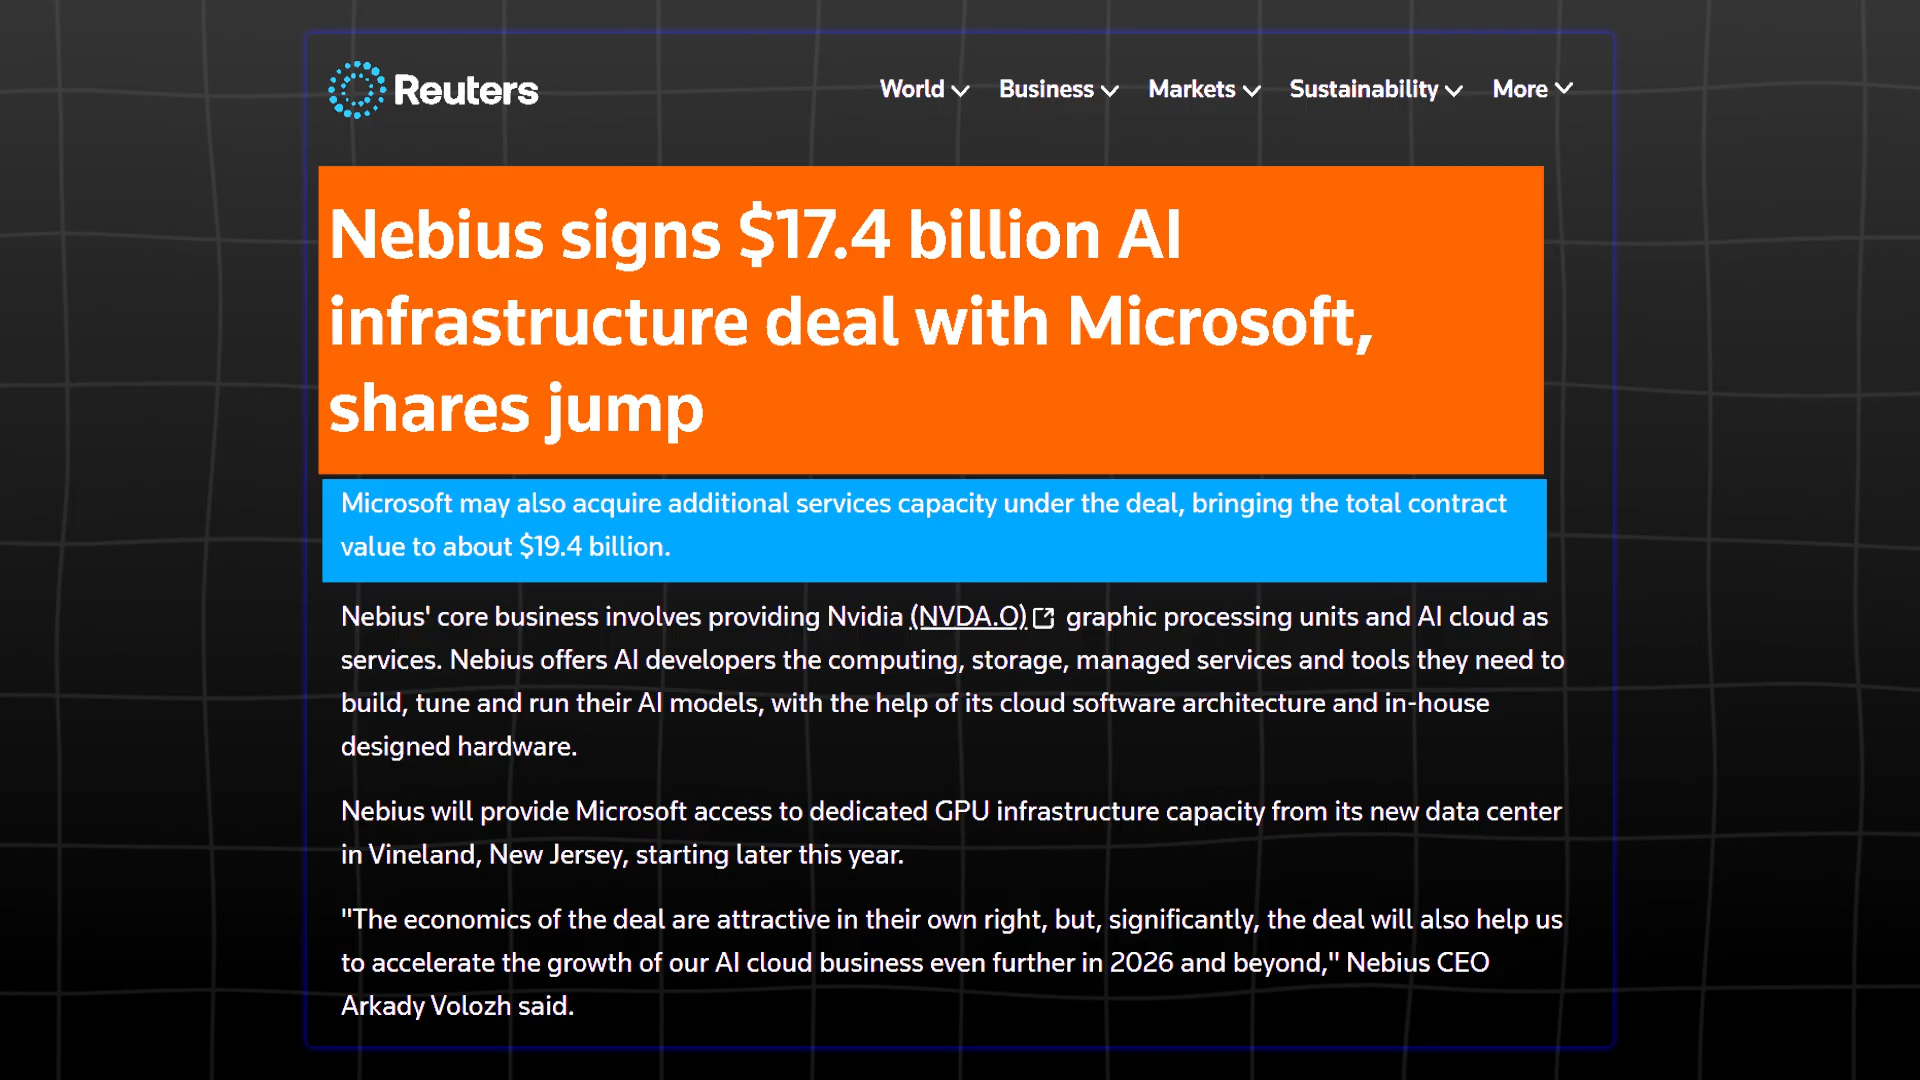 Reuters
World Business Markets Sustainability More
Nebius signs $17.4 billion AI
infrastructure deal with Microsoft,
shares jump
Microsoft may also acquire additional services capacity under the deal, bringing the total contract
value to about $19.4 billion.
Nebius' core business involves providing Nvidia (NVDA.O) graphic processing units and AI cloud as
services. Nebius offers AI developers the computing, storage, managed services and tools they need to
build, tune and run their AI models, with the help of its cloud software architecture and in-house
designed hardware.
Nebius will provide Microsoft access to dedicated GPU infrastructure capacity from its new data center
in Vineland, New Jersey, starting later this year.
"The economics of the deal are attractive in their own right, but, significantly, the deal will also help us
to accelerate the growth of our AI cloud business even further in 2026 and beyond," Nebius CEO
Arkady Volozh said.